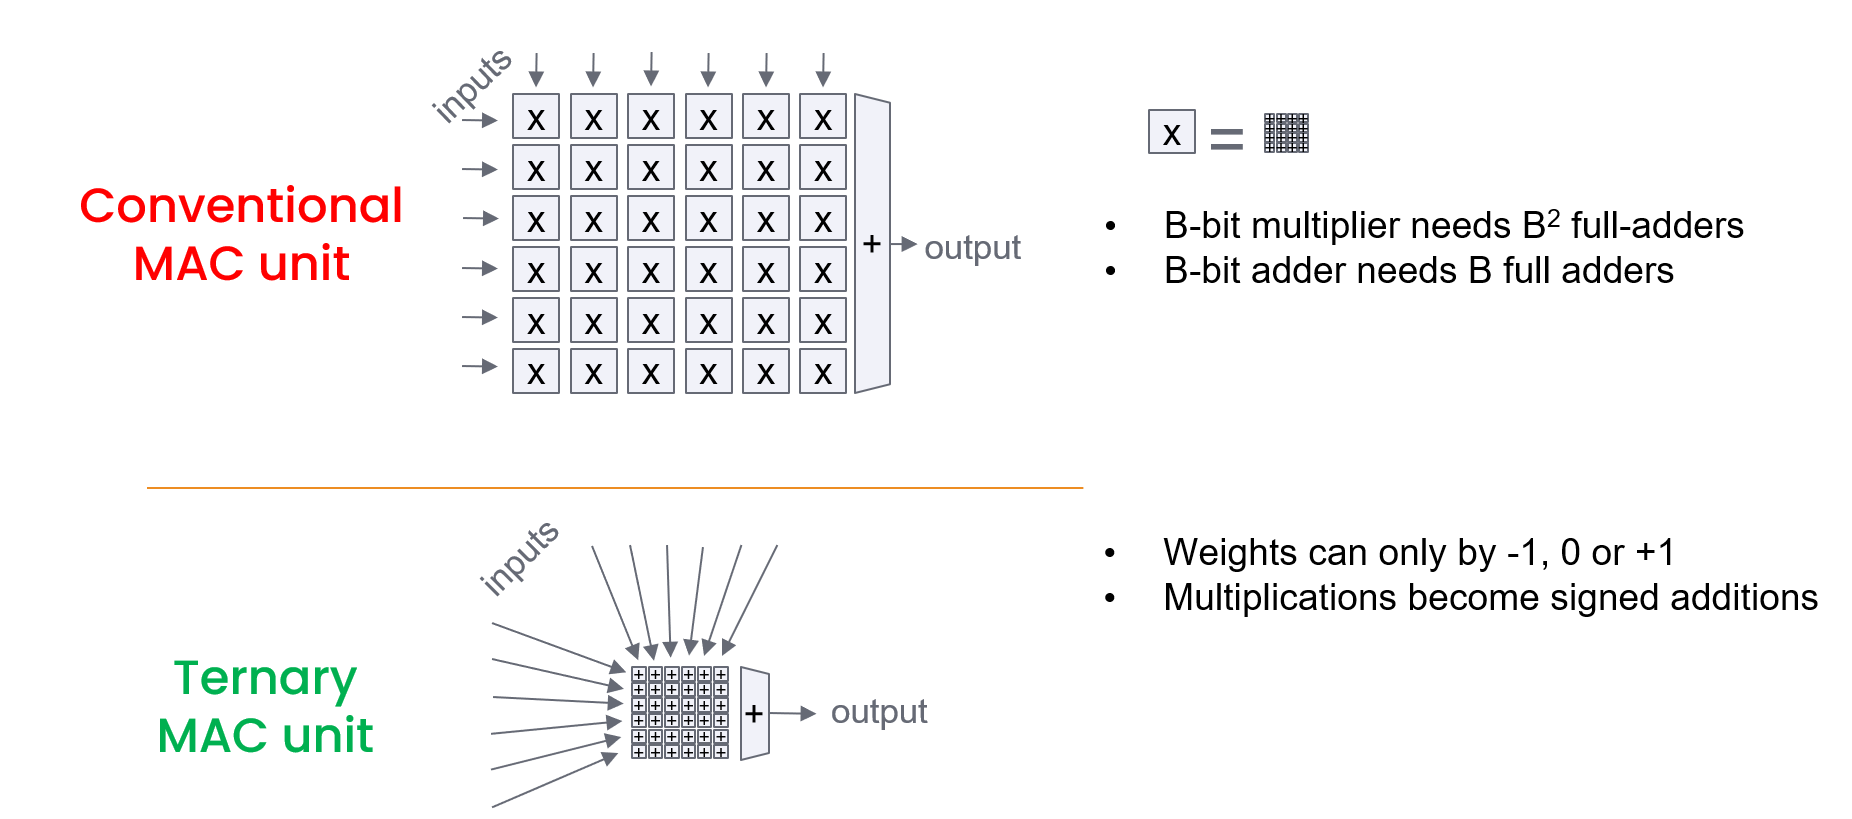 inputs
x x x x x x
x x x x x x
x x x x x x
x x x x x x
x x x x x x
x x x x x x
+
output
Conventional
MAC unit
x =
• B-bit multiplier needs B² full-adders
• B-bit adder needs B full adders
inputs
+ + + + + +
+ + + + + +
+ + + + + +
+ + + + + +
+ + + + + +
+ + + + + +
+
output
Ternary
MAC unit
• Weights can only by -1, 0 or +1
• Multiplications become signed additions